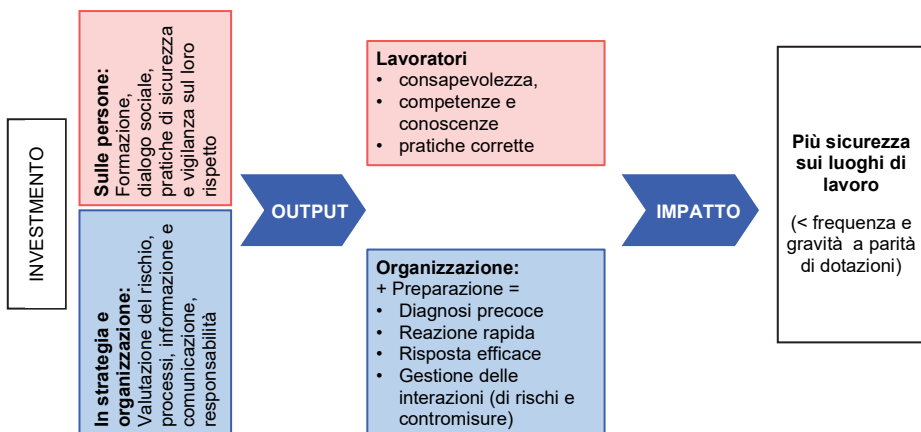 INVESTMENTO
Sulle persone:
Formazione,
dialogo sociale,
pratiche di sicurezza
e vigilanza sul loro
rispetto
In strategia e
organizzazione:
Valutazione del rischio,
processi, informazione e
comunicazione,
responsabilità
OUTPUT
Lavoratori
• consapevolezza,
• competenze e
conoscenze
• pratiche corrette
Organizzazione:
+ Preparazione =
• Diagnosi precoce
• Reazione rapida
• Risposta efficace
• Gestione delle
interazioni (di rischi e
contromisure)
IMPATTO
Più sicurezza
sui luoghi di
lavoro
(< frequenza e
gravità a parità
di dotazioni)